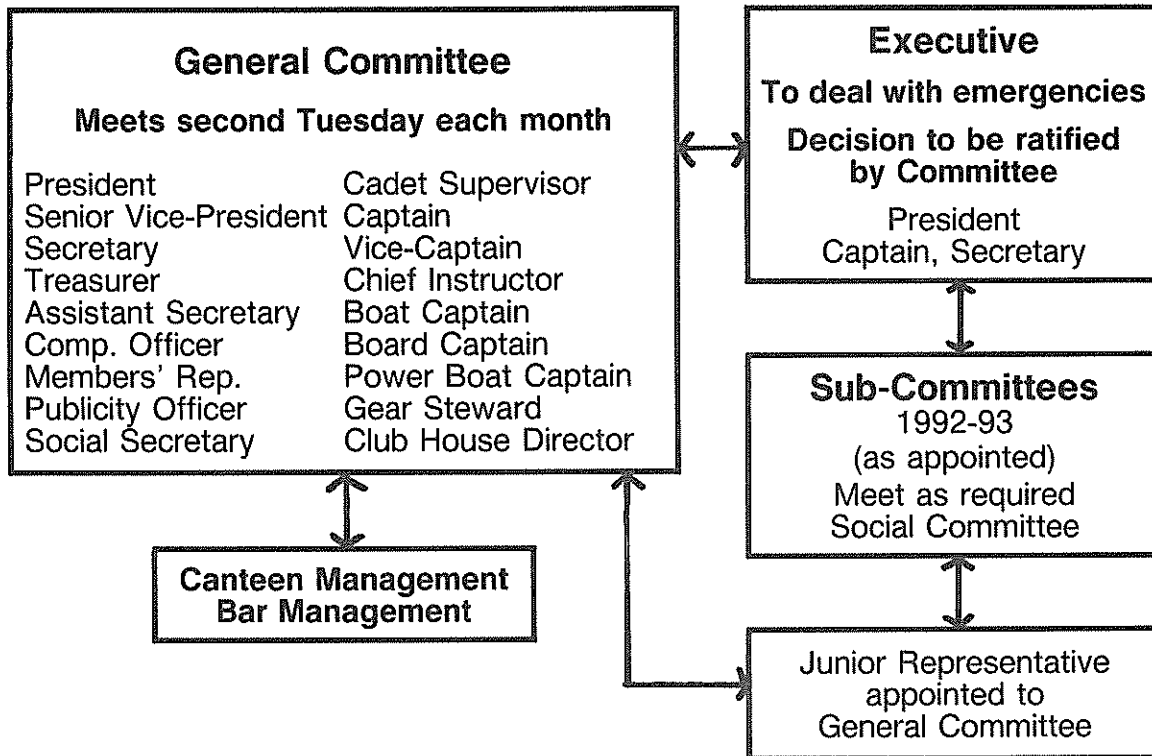 General Committee
Meets second Tuesday each month
President
Senior Vice-President
Secretary
Treasurer
Assistant Secretary
Comp. Officer
Members' Rep.
Publicity Officer
Social Secretary
Cadet Supervisor
Captain
Vice-Captain
Chief Instructor
Boat Captain
Board Captain
Power Boat Captain
Gear Steward
Club House Director
Executive
To deal with emergencies
Decision to be ratified
by Committee
President
Captain, Secretary
Sub-Committees
1992-93
(as appointed)
Meet as required
Social Committee
Canteen Management
Bar Management
Junior Representative
appointed to
General Committee